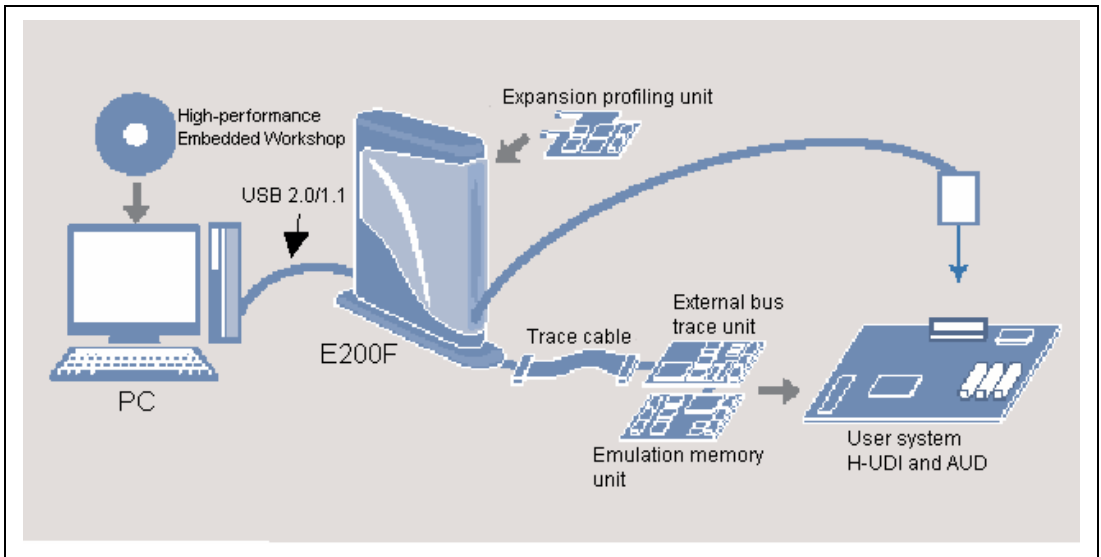 High-performance
Embedded Workshop
Expansion profiling unit
USB 2.0/1.1
E200F
PC
Trace cable
External bus
trace unit
Emulation memory
unit
User system
H-UDI and AUD